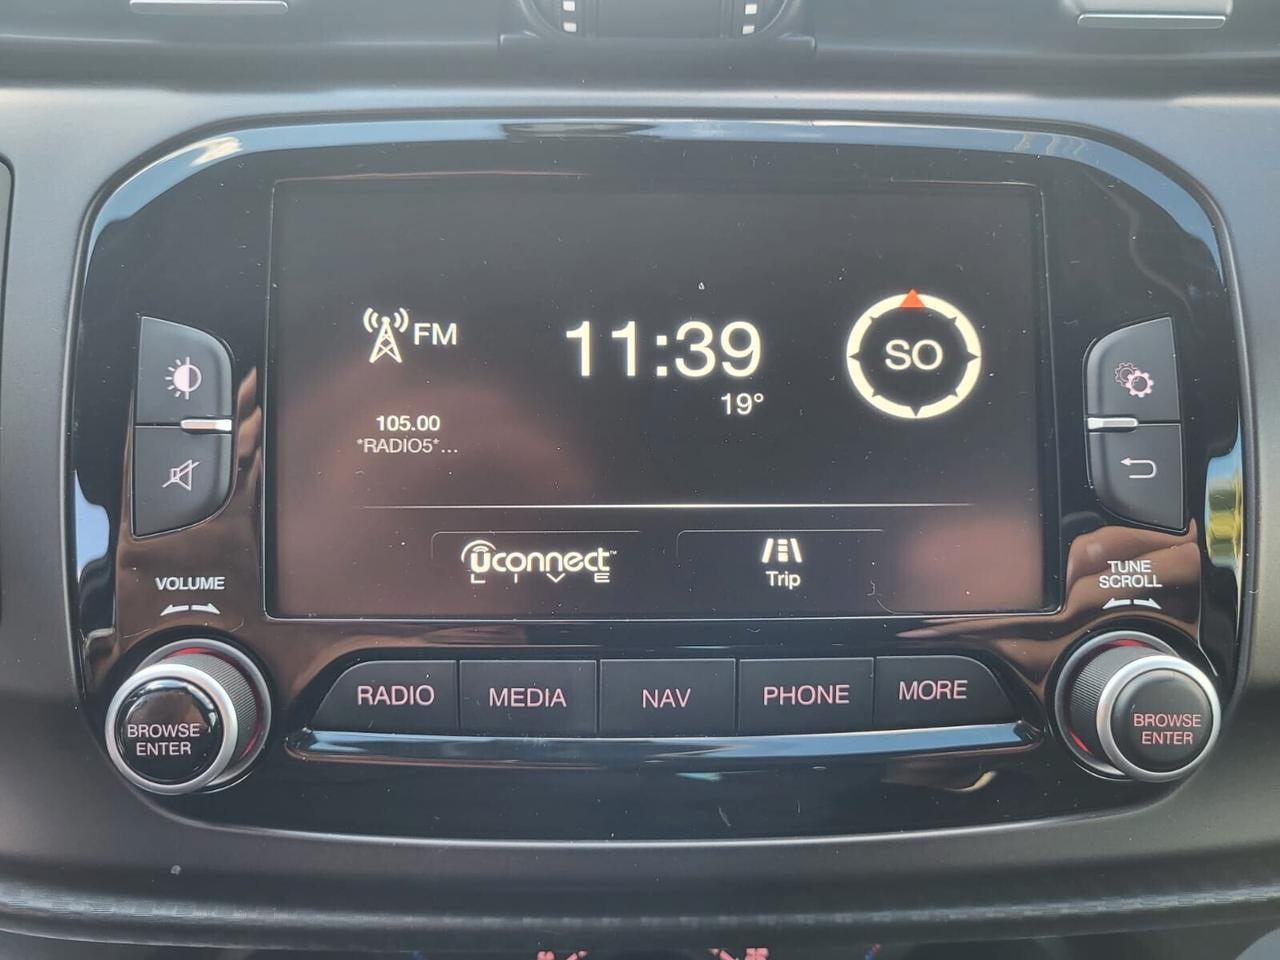 FM
11:39
SO
19°
105.00
*RADIO5*...
uconnect™
LIVE
Trip
VOLUME
TUNE
SCROLL
RADIO
MEDIA
NAV
PHONE
MORE
BROWSE
ENTER
BROWSE
ENTER